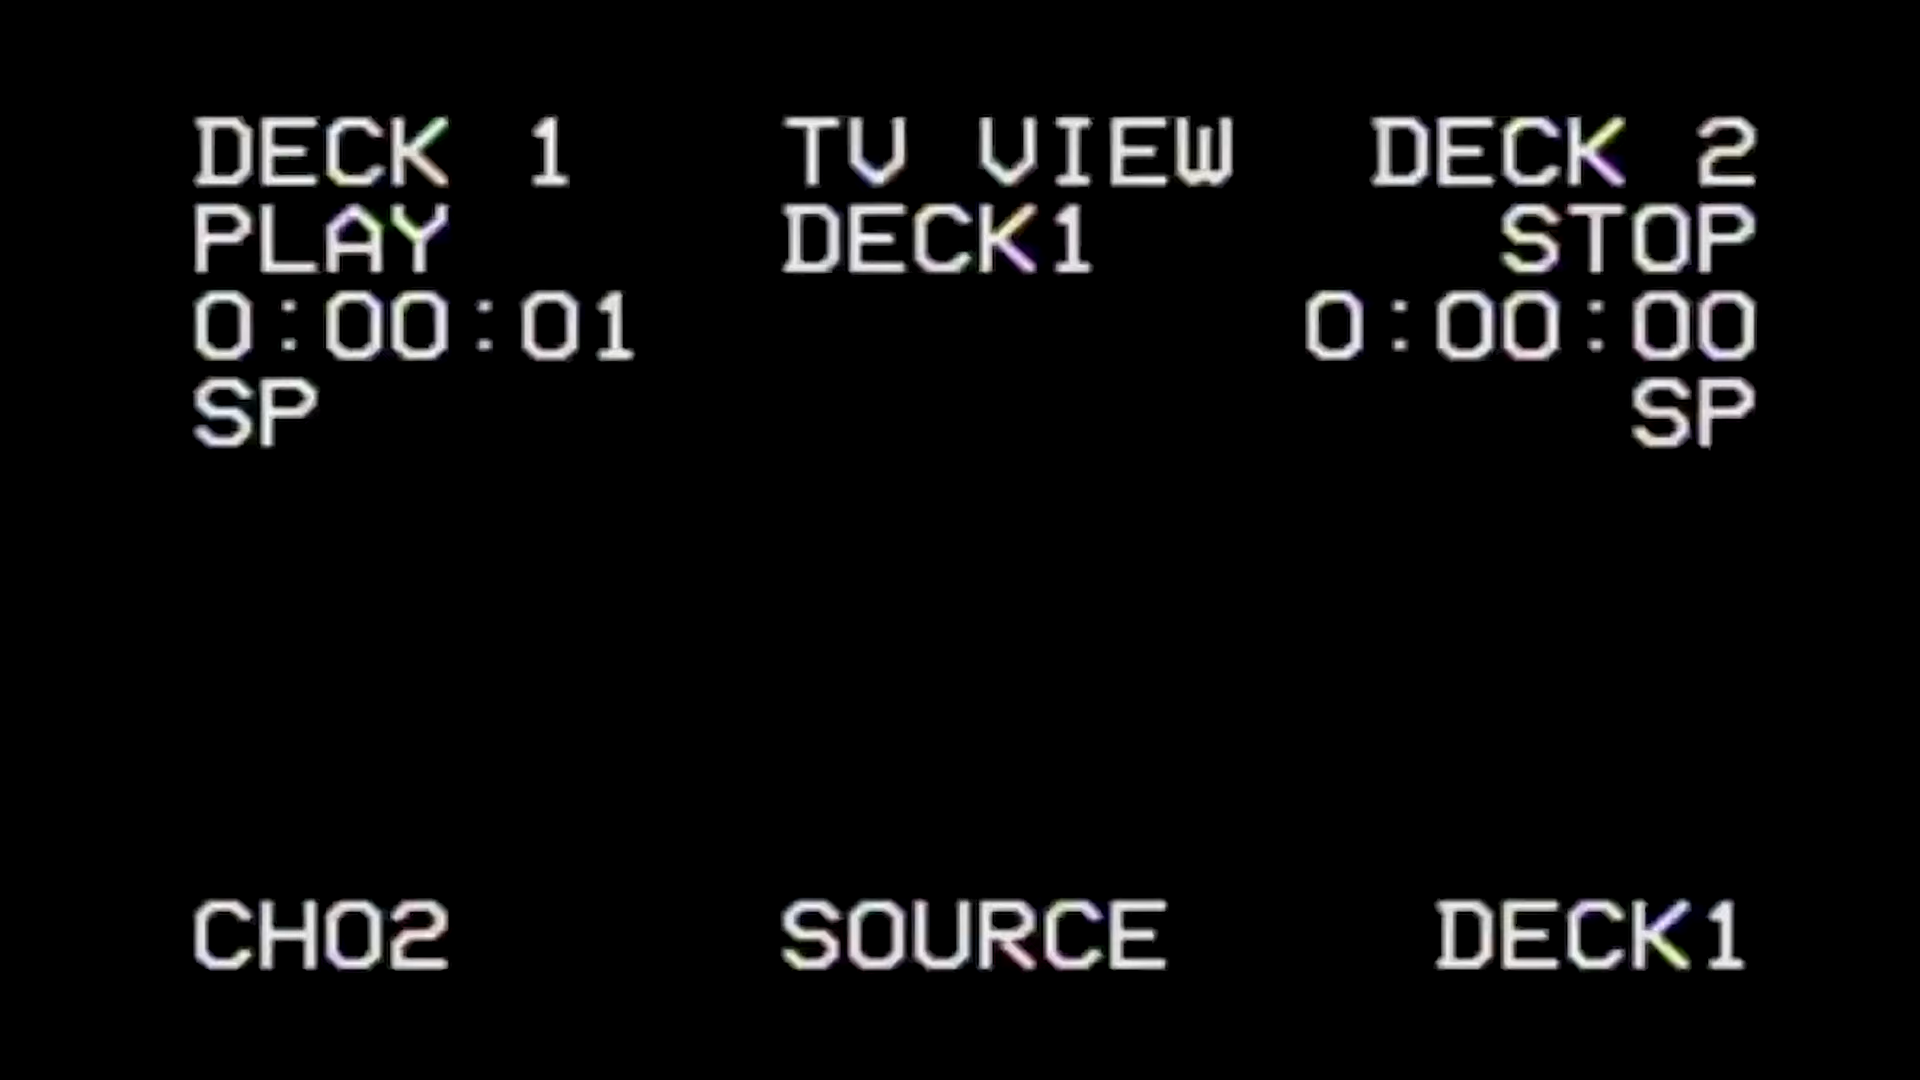 DECK 1 TV VIEW DECK 2
PLAY DECK1 STOP
0:00:01 0:00:00
SP SP
CH02 SOURCE DECK1